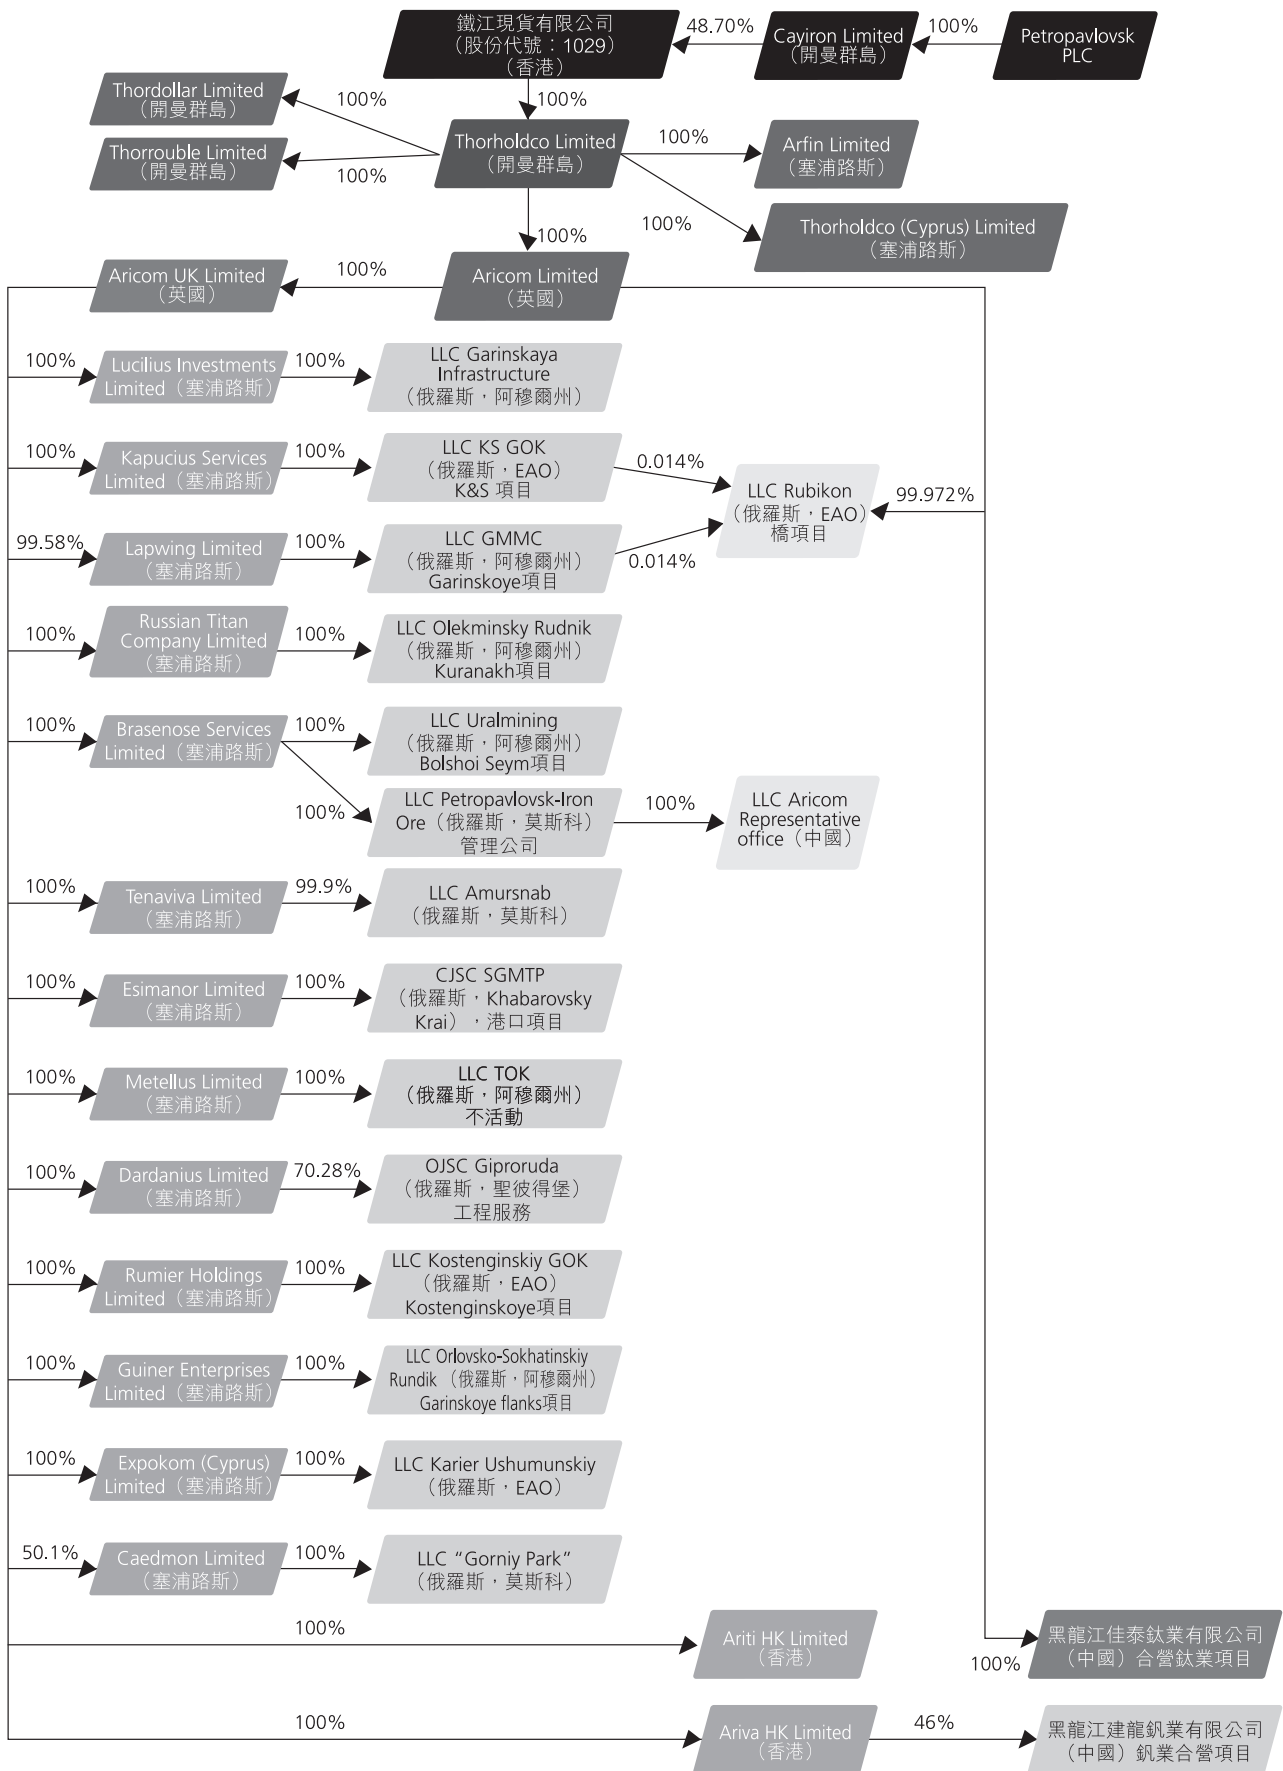 鐵江現貨有限公司
（股份代號：1029）
（香港）
48.70%
Cayiron Limited
（開曼群島）
100%
Petropavlovsk
PLC
Thordollar Limited
（開曼群島）
100%
100%
Thorrouble Limited
（開曼群島）
100%
Thorholdco Limited
（開曼群島）
100%
Arfin Limited
（塞浦路斯）
100%
Thorholdco (Cyprus) Limited
（塞浦路斯）
100%
Aricom UK Limited
（英國）
100%
Aricom Limited
（英國）
100%
Lucilius Investments
Limited（塞浦路斯）
100%
LLC Garinskaya
Infrastructure
（俄羅斯，阿穆爾州）
100%
Kapucius Services
Limited（塞浦路斯）
100%
LLC KS GOK
（俄羅斯，EAO）
K&S 項目
0.014%
LLC Rubikon
（俄羅斯，EAO）
橋項目
99.972%
99.58%
Lapwing Limited
（塞浦路斯）
100%
LLC GMMC
（俄羅斯，阿穆爾州）
Garinskoye項目
0.014%
100%
Russian Titan
Company Limited
（塞浦路斯）
100%
LLC Olekminsky Rudnik
（俄羅斯，阿穆爾州）
Kuranakh項目
100%
Brasenose Services
Limited（塞浦路斯）
100%
LLC Uralmining
（俄羅斯，阿穆爾州）
Bolshoi Seym項目
100%
LLC Petropavlovsk-Iron
Ore（俄羅斯，莫斯科）
管理公司
100%
LLC Aricom
Representative
office（中國）
100%
Tenaviva Limited
（塞浦路斯）
99.9%
LLC Amursnab
（俄羅斯，莫斯科）
100%
Esimanor Limited
（塞浦路斯）
100%
CJSC SGMTP
（俄羅斯，Khabarovsky
Krai），港口項目
100%
Metellus Limited
（塞浦路斯）
100%
LLC TOK
（俄羅斯，阿穆爾州）
不活動
100%
Dardanius Limited
（塞浦路斯）
70.28%
OJSC Giproruda
（俄羅斯，聖彼得堡）
工程服務
100%
Rumier Holdings
Limited（塞浦路斯）
100%
LLC Kostenginskiy GOK
（俄羅斯，EAO）
Kostenginskoye項目
100%
Guiner Enterprises
Limited（塞浦路斯）
100%
LLC Orlovsko-Sokhatinskiy
Rundik （俄羅斯，阿穆爾州）
Garinskoye flanks項目
100%
Expokom (Cyprus)
Limited（塞浦路斯）
100%
LLC Karier Ushumunskiy
（俄羅斯，EAO）
50.1%
Caedmon Limited
（塞浦路斯）
100%
LLC “Gorniy Park”
（俄羅斯，莫斯科）
100%
Ariti HK Limited
（香港）
100%
黑龍江佳泰鈦業有限公司
（中國）合營鈦業項目
100%
Ariva HK Limited
（香港）
46%
黑龍江建龍釩業有限公司
（中國）釩業合營項目